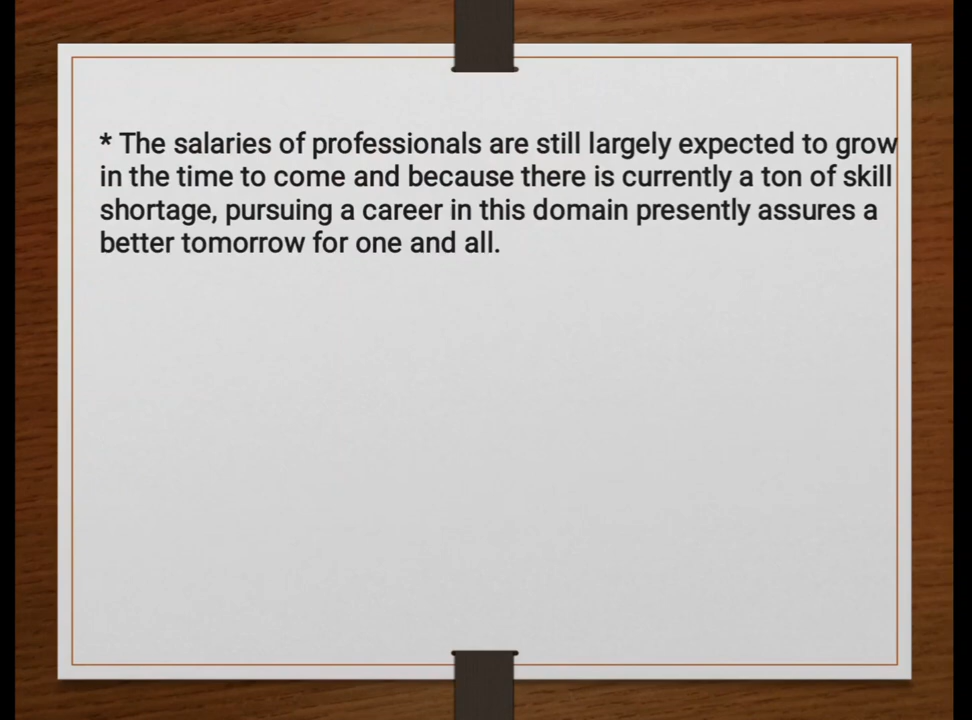 * The salaries of professionals are still largely expected to grow
in the time to come and because there is currently a ton of skill
shortage, pursuing a career in this domain presently assures a
better tomorrow for one and all.